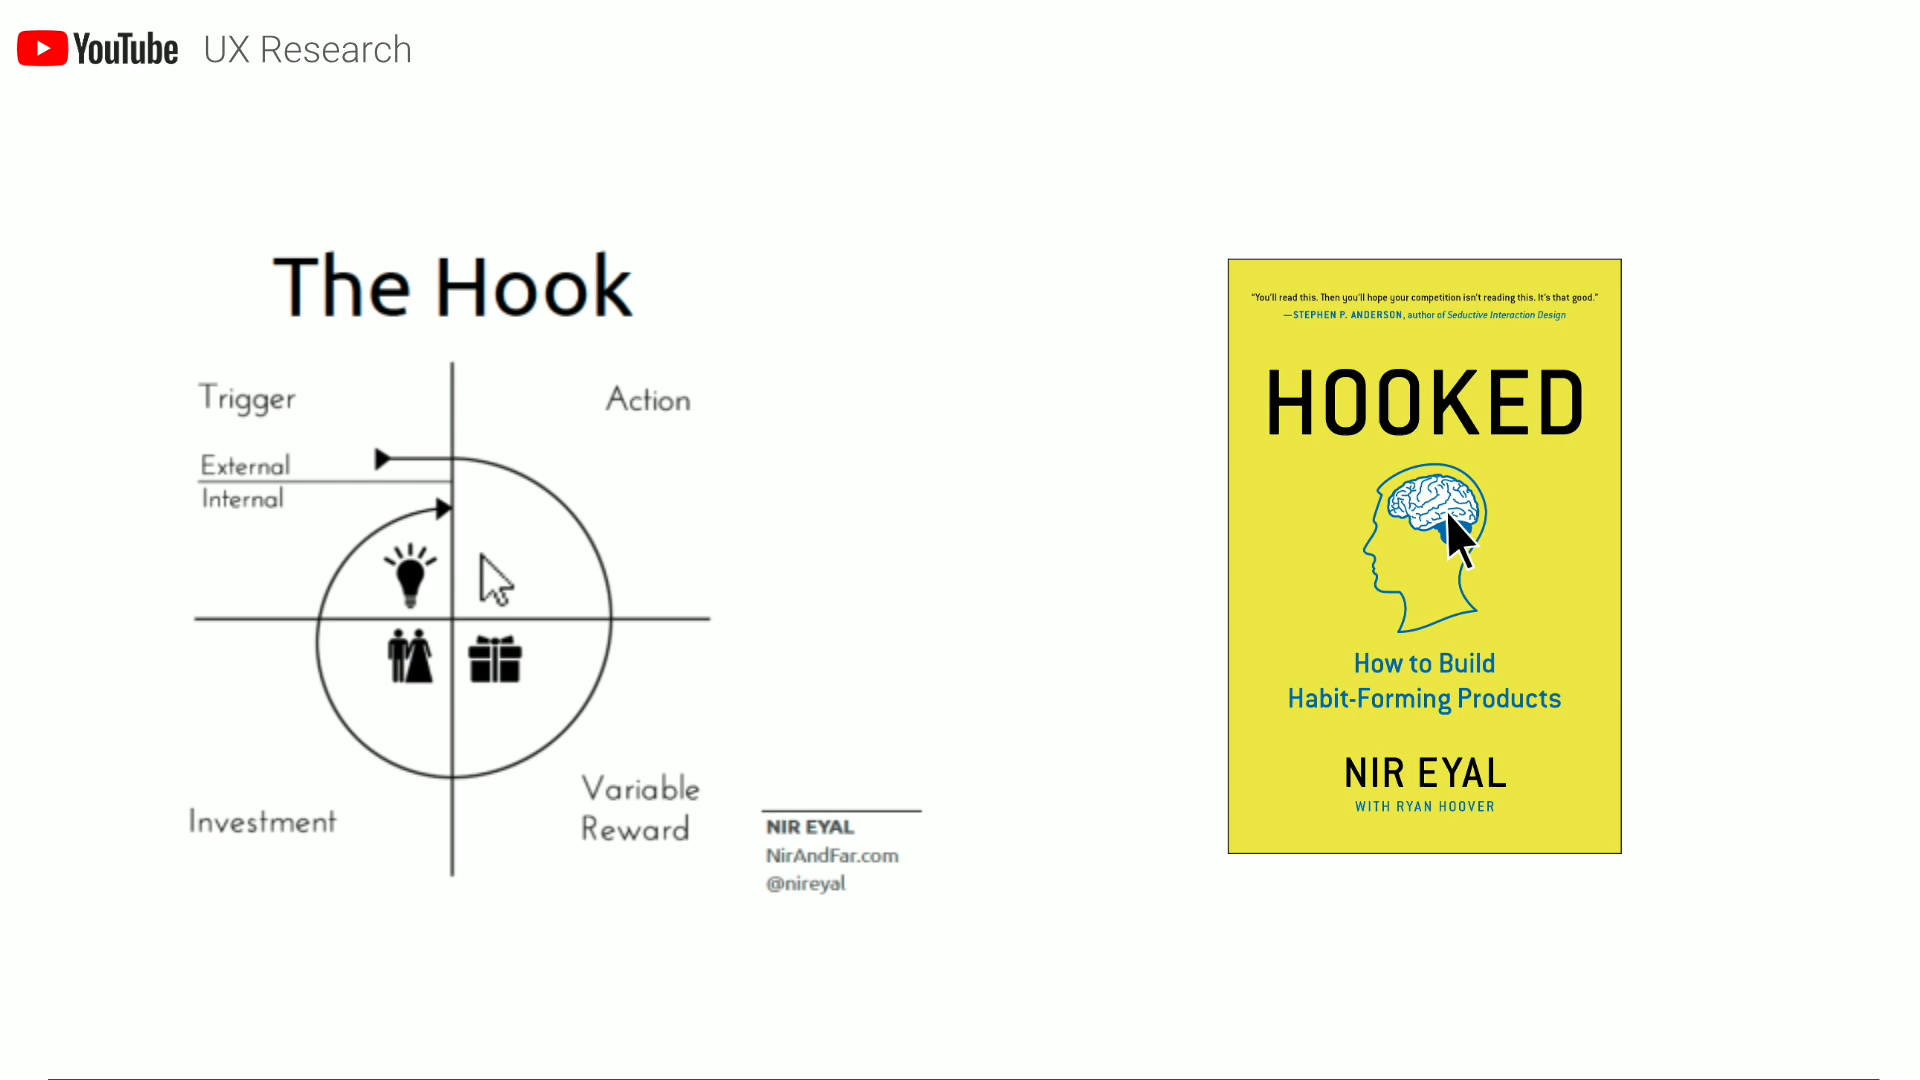 YouTube UX Research
The Hook
Trigger
Action
External
Internal
Investment
Variable
Reward
NIR EYAL
NirAndFar.com
@nireyal
“You'll read this. Then you'll hope your competition isn't reading this. It's that good.”
—STEPHEN P. ANDERSON, author of Seductive Interaction Design
HOOKED
How to Build
Habit-Forming Products
NIR EYAL
WITH RYAN HOOVER